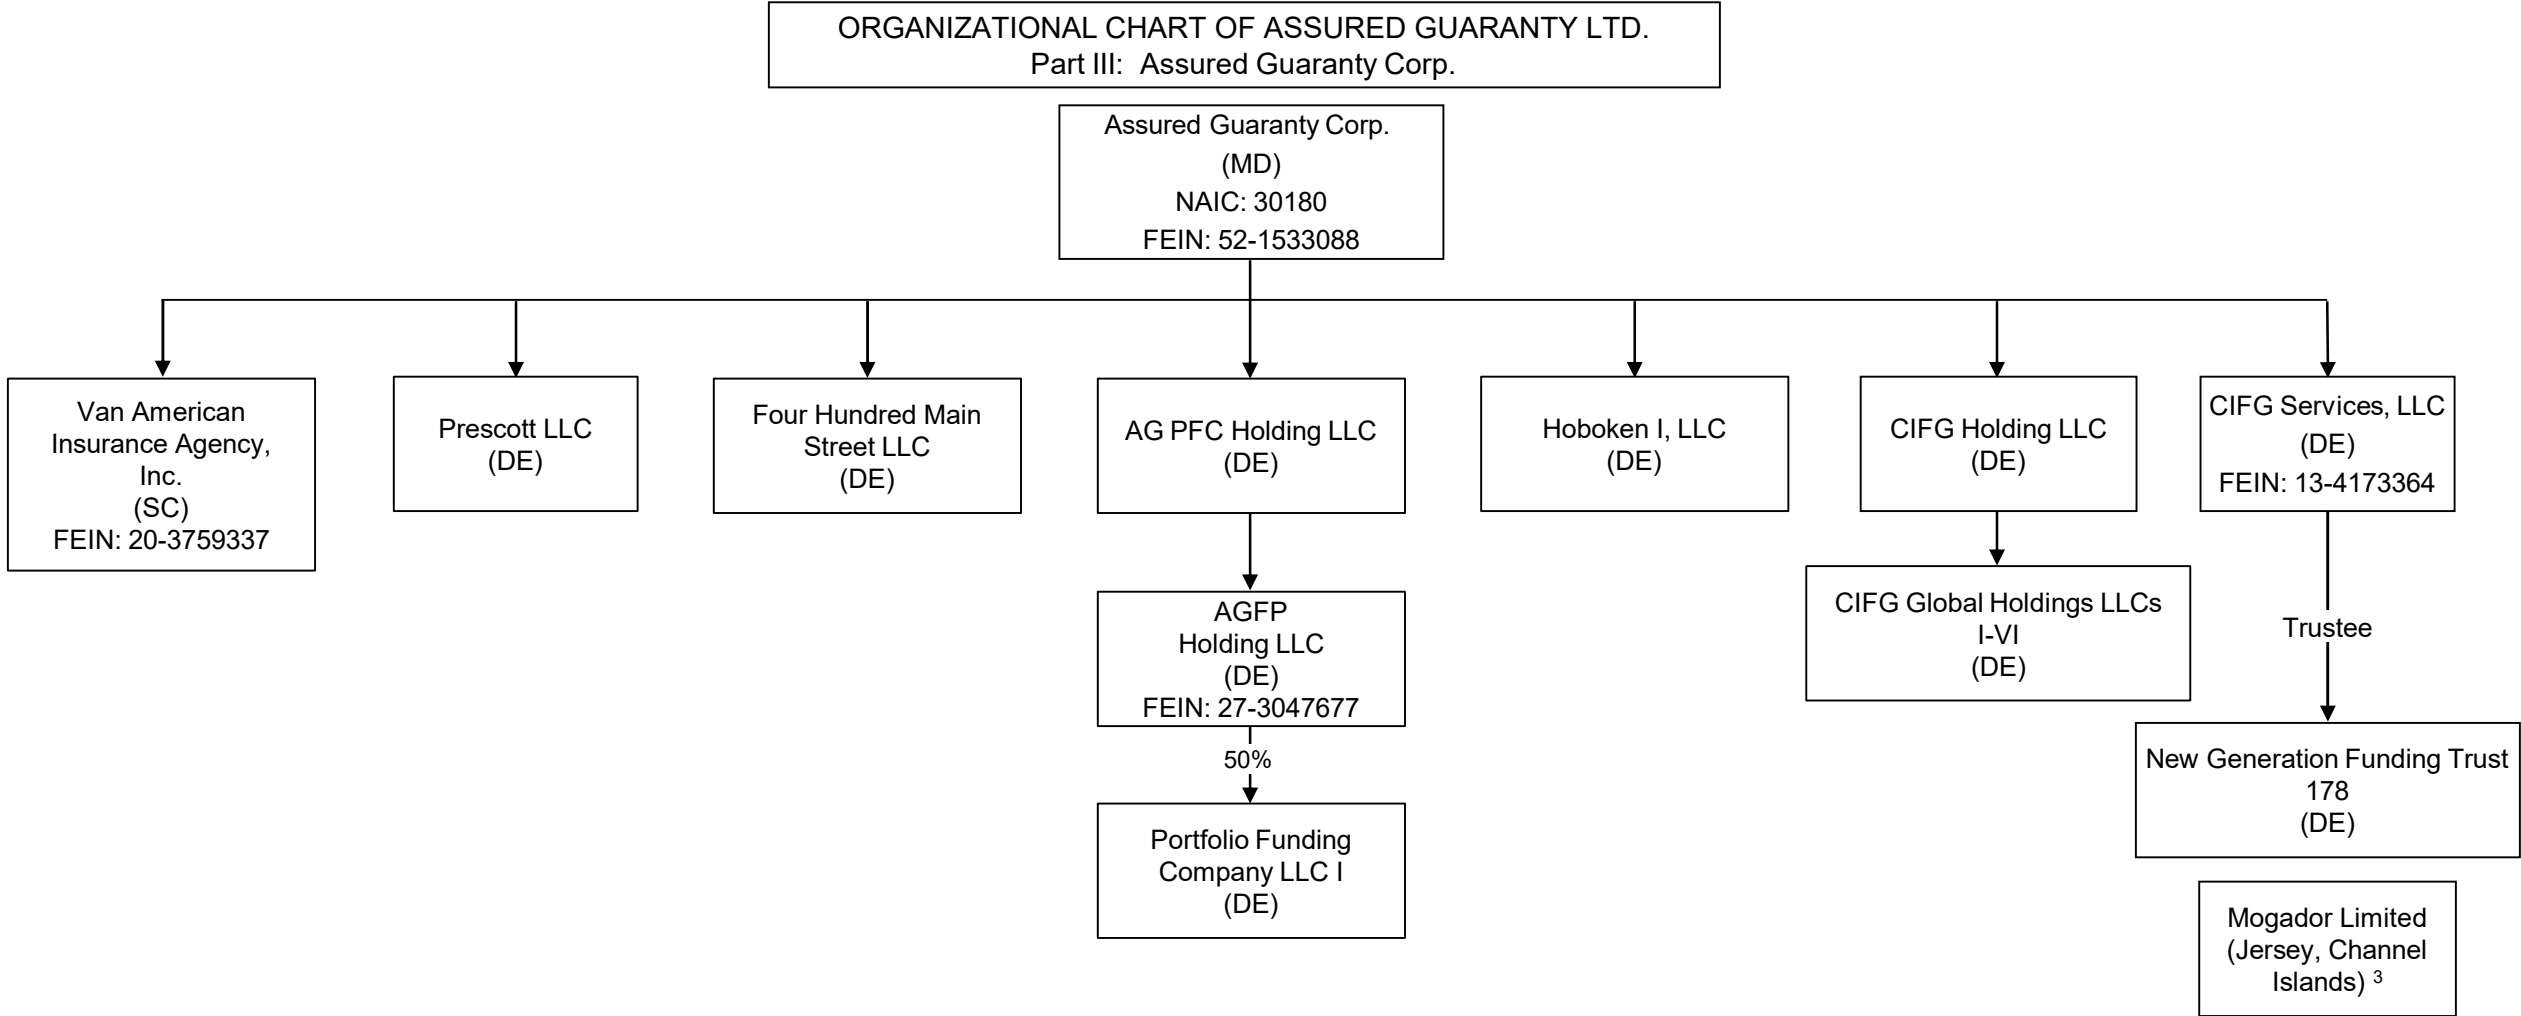 ORGANIZATIONAL CHART OF ASSURED GUARANTY LTD.
Part III: Assured Guaranty Corp.
Assured Guaranty Corp.
(MD)
NAIC: 30180
FEIN: 52-1533088
Van American
Insurance Agency,
Inc.
(SC)
FEIN: 20-3759337
Prescott LLC
(DE)
Four Hundred Main
Street LLC
(DE)
AG PFC Holding LLC
(DE)
Hoboken I, LLC
(DE)
CIFG Holding LLC
(DE)
CIFG Services, LLC
(DE)
FEIN: 13-4173364
AGFP
Holding LLC
(DE)
FEIN: 27-3047677
CIFG Global Holdings LLCs
I-VI
(DE)
Trustee
50%
New Generation Funding Trust
178
(DE)
Portfolio Funding
Company LLC I
(DE)
Mogador Limited
(Jersey, Channel
Islands) 3